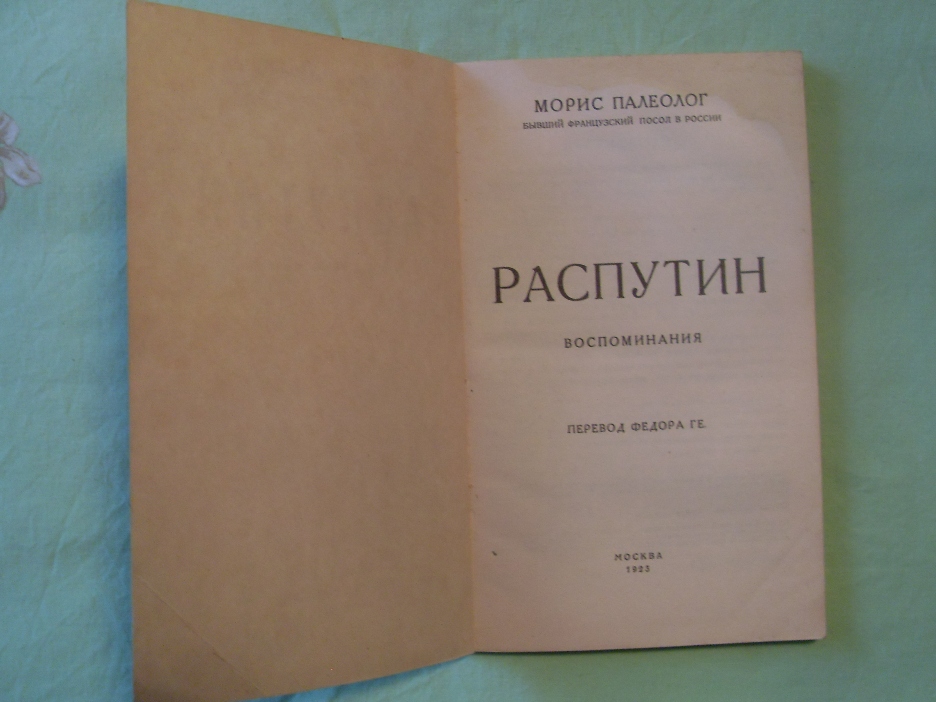 МОРИС ПАЛЕОЛОГ
БЫВШИЙ ФРАНЦУЗСКИЙ ПОСОЛ В РОССИИ
РАСПУТИН
ВОСПОМИНАНИЯ
ПЕРЕВОД ФЕДОРА ГЕ.
МОСКВА
1923